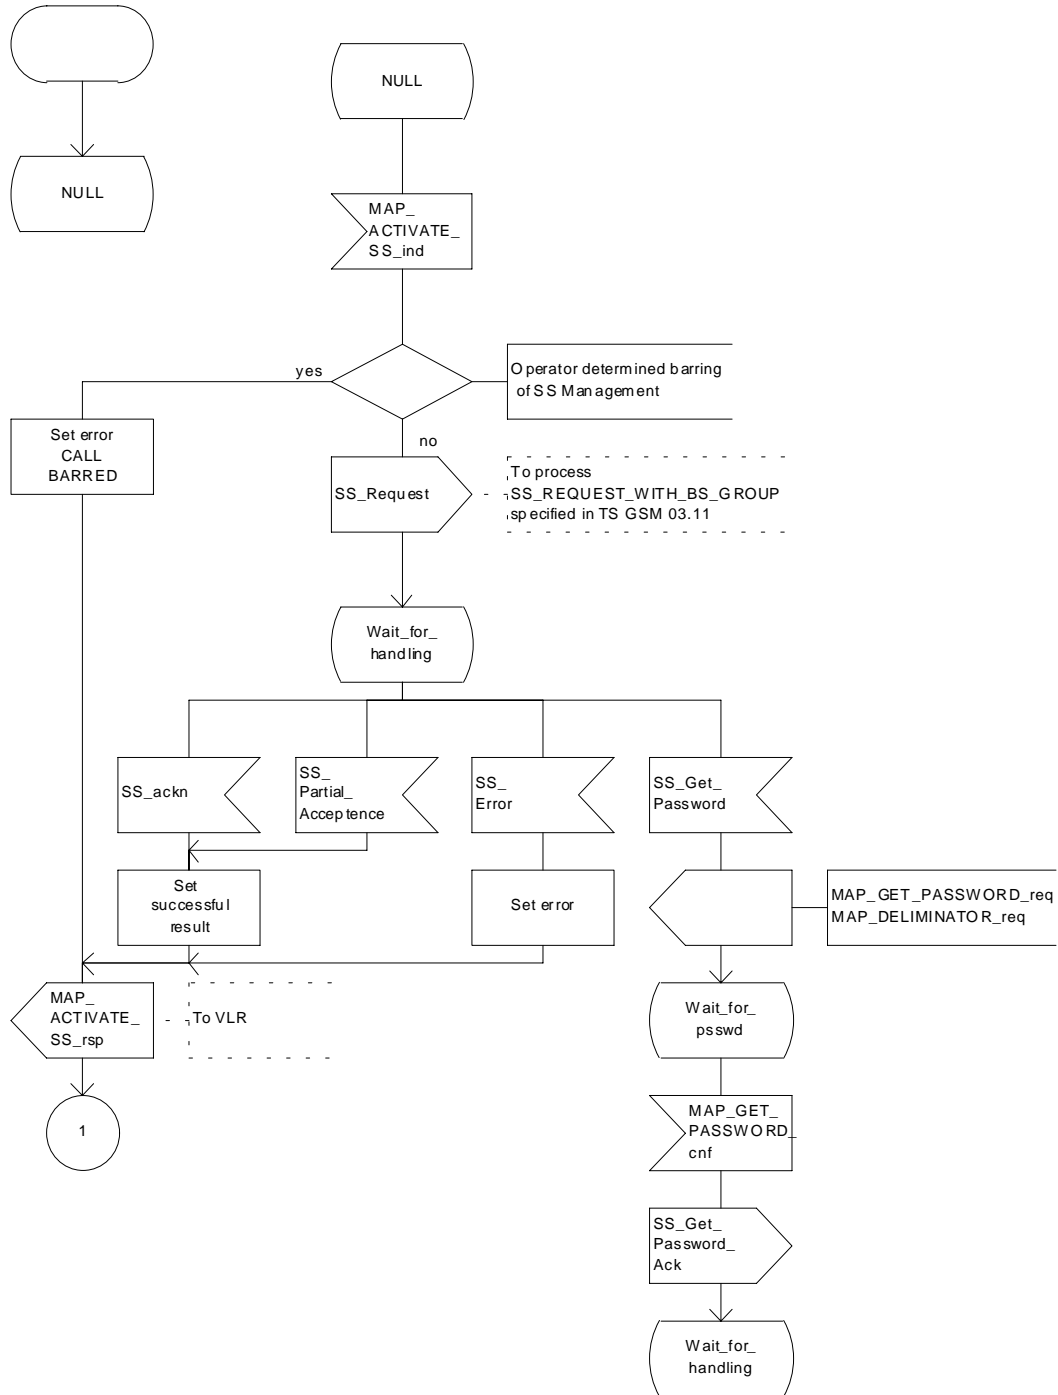 NULL
NULL
MAP_
ACTIVATE_
SS_ind
yes
Operator determined barring
of SS Management
Set error
CALL
BARRED
no
SS_Request
To process
SS_REQUEST_WITH_BS_GROUP
specified in TS GSM 03.11
Wait_for_
handling
SS_ackn
SS_
Partial_
Acceptence
SS_
Error
SS_Get_
Password
Set
successful
result
Set error
MAP_GET_PASSWORD_req
MAP_DELIMINATOR_req
MAP_
ACTIVATE_
SS_rsp
To VLR
Wait_for_
psswd
1
MAP_GET_
PASSWORD_
cnf
SS_Get_
Password_
Ack
Wait_for_
handling